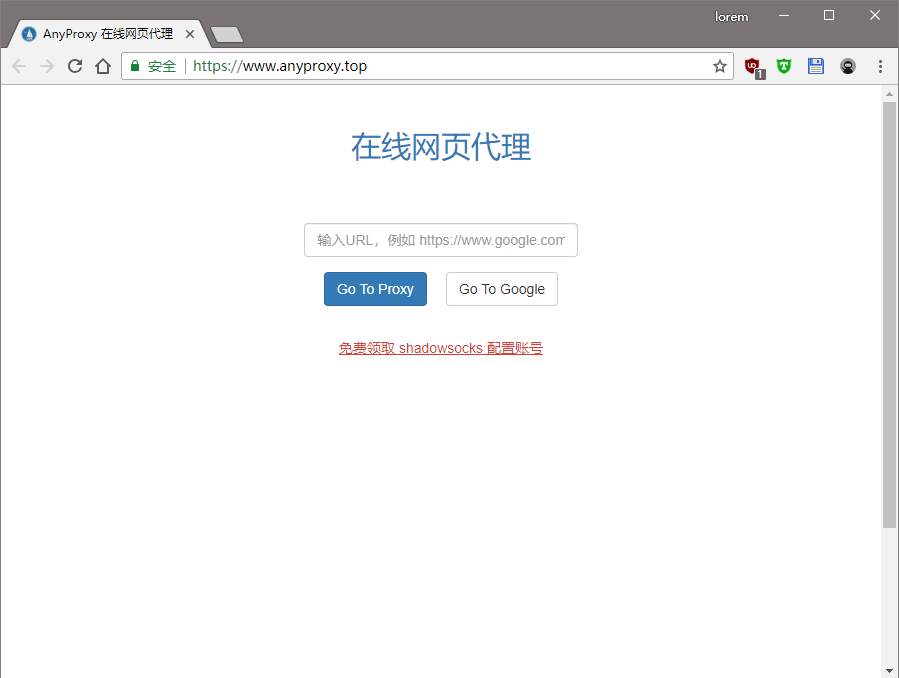 lorem
AnyProxy 在线网页代理
安全 https://www.anyproxy.top
1
在线网页代理
输入URL，例如 https://www.google.com
Go To Proxy Go To Google
免费领取 shadowsocks 配置账号